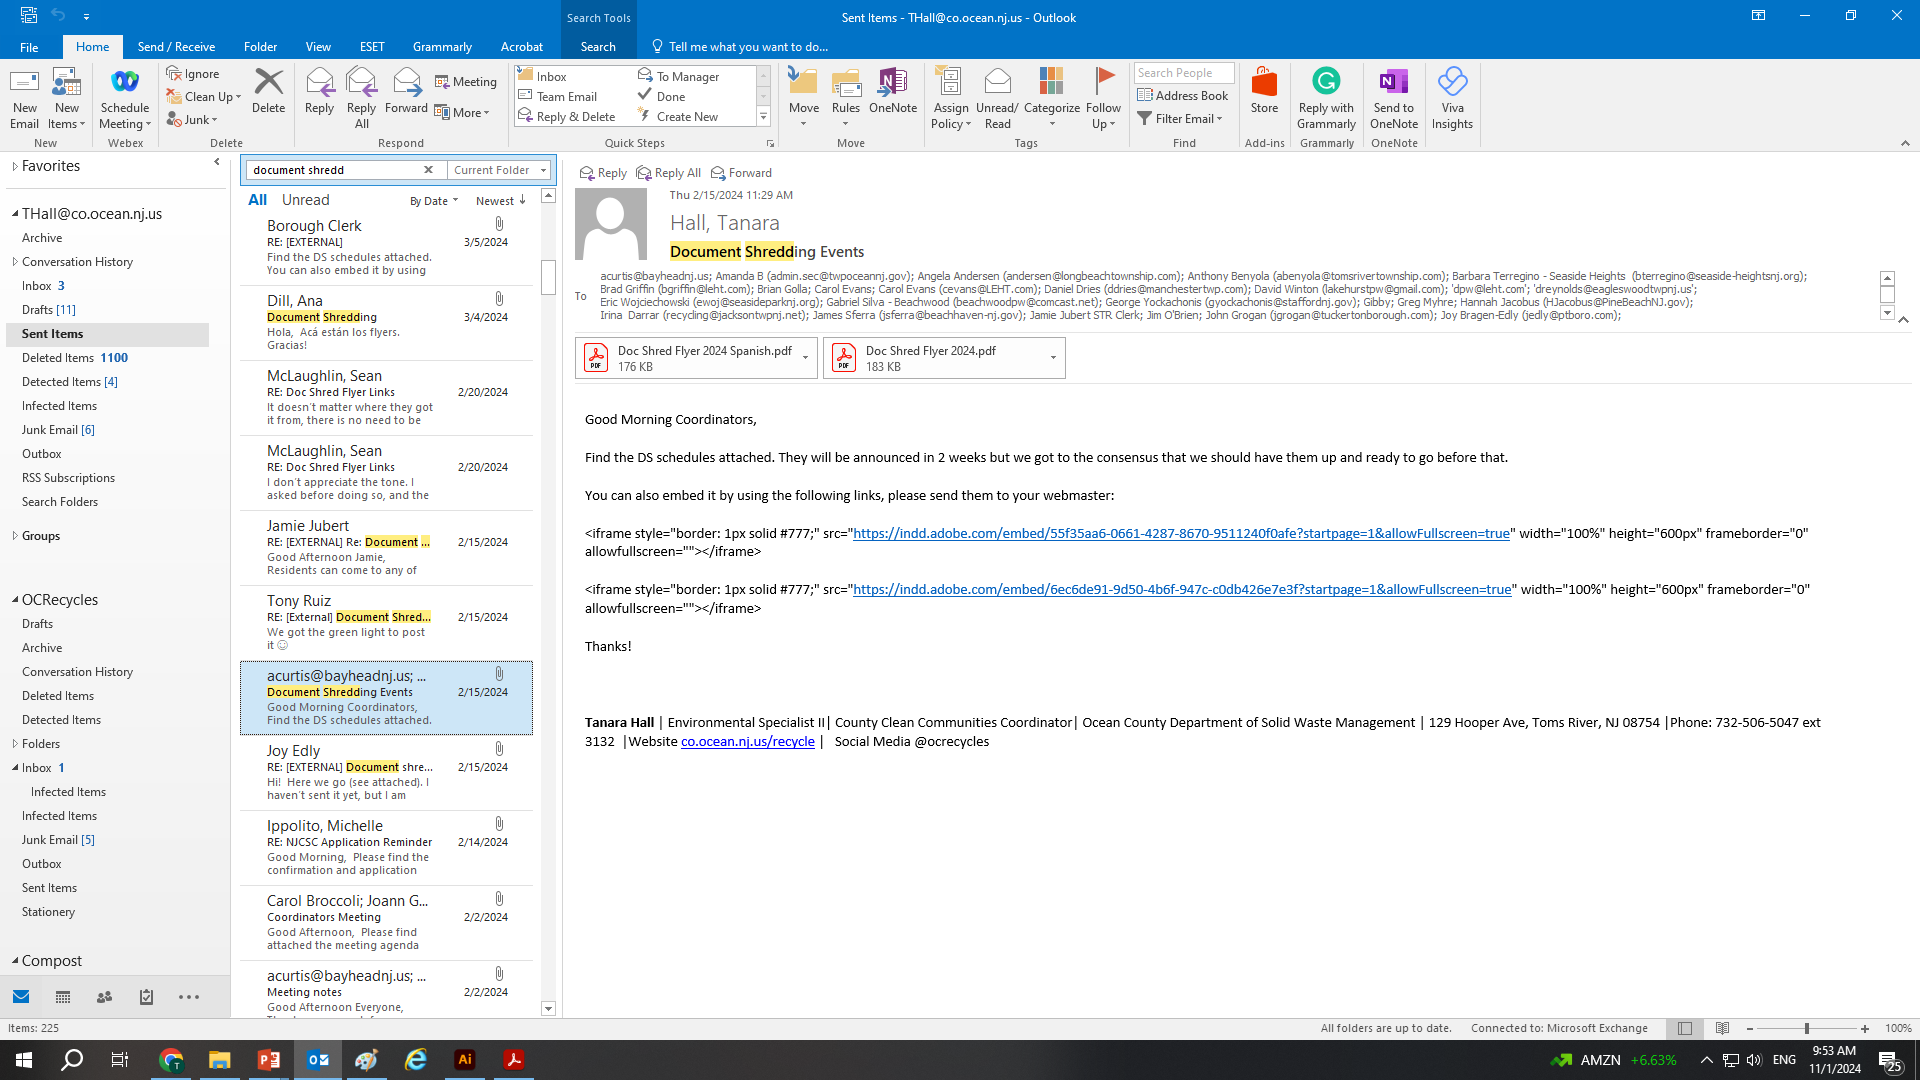 Search Tools
Sent Items - THall@co.ocean.nj.us - Outlook
File
Home
Send / Receive
Folder
View
ESET
Grammarly
Acrobat
Search
Tell me what you want to do...
New Email
New Items
New
Schedule Meeting
Webex
Ignore
Clean Up
Junk
Delete
Delete
Reply
Reply All
Forward
Meeting
More
Respond
Inbox
Team Email
Reply & Delete
To Manager
Done
Create New
Quick Steps
Move
Rules
OneNote
Move
Assign Policy
Unread/ Read
Categorize
Follow Up
Tags
Search People
Address Book
Filter Email
Find
Store
Add-ins
Reply with Grammarly
Grammarly
Send to OneNote
OneNote
Viva Insights
Favorites
THall@co.ocean.nj.us
Archive
Conversation History
Inbox 3
Drafts [11]
Sent Items
Deleted Items 1100
Detected Items [4]
Infected Items
Junk Email [6]
Outbox
RSS Subscriptions
Search Folders
Groups
OCRecycles
Drafts
Archive
Conversation History
Deleted Items
Detected Items
Folders
Inbox 1
Infected Items
Infected Items
Junk Email [5]
Outbox
Sent Items
Stationery
Compost
document shredd
Current Folder
All Unread
By Date Newest
Borough Clerk
RE: [EXTERNAL] 3/5/2024
Find the DS schedules attached.
You can also embed it by using
Dill, Ana
Document Shredding 3/4/2024
Hola, Acá están los flyers.
Gracias!
McLaughlin, Sean
RE: Doc Shred Flyer Links 2/20/2024
It doesn't matter where they got
it from, there is no need to be
McLaughlin, Sean
RE: Doc Shred Flyer Links 2/20/2024
I don't appreciate the tone. I
asked before doing so, and the
Jamie Jubert
RE: [EXTERNAL] Re: Document ... 2/15/2024
Good Afternoon Jamie,
Residents can come to any of
Tony Ruiz
RE: [External] Document Shred... 2/15/2024
We got the green light to post
it ☺
acurtis@bayheadnj.us; ...
Document Shredding Events 2/15/2024
Good Morning Coordinators,
Find the DS schedules attached.
Joy Edly
RE: [EXTERNAL] Document shre... 2/15/2024
Hi! Here we go (see attached). I
haven't sent it yet, but I am
Ippolito, Michelle
RE: NJCSC Application Reminder 2/14/2024
Good Morning, Please find the
confirmation and application
Carol Broccoli; Joann G...
Coordinators Meeting 2/2/2024
Good Afternoon, Please find
attached the meeting agenda
acurtis@bayheadnj.us; ...
Meeting notes 2/2/2024
Good Afternoon Everyone,
Reply Reply All Forward
Thu 2/15/2024 11:29 AM
Hall, Tanara
Document Shredding Events
To
acurtis@bayheadnj.us; Amanda B (admin.sec@twpoceannj.gov); Angela Andersen (andersen@longbeachtownship.com); Anthony Benyola (abenyola@tomsrivertownship.com); Barbara Terregino - Seaside Heights (bterregino@seaside-heightsnj.org);
Brad Griffin (bgriffin@leht.com); Brian Golla; Carol Evans; Carol Evans (cevans@LEHT.com); Daniel Dries (ddries@manchestertwp.com); David Winton (lakehurstpw@gmail.com); 'dpw@leht.com'; 'dreynolds@eagleswoodtwpnj.us';
Eric Wojciechowski (ewoj@seasideparknj.org); Gabriel Silva - Beachwood (beachwoodpw@comcast.net); George Yockachonis (gyockachonis@staffordnj.gov); Gibby; Greg Myhre; Hannah Jacobus (HJacobus@PineBeachNJ.gov);
Irina Darrar (recycling@jacksontwpnj.net); James Sferra (jsferra@beachhaven-nj.gov); Jamie Jubert STR Clerk; Jim O'Brien; John Grogan (jgrogan@tuckertonborough.com); Joy Bragen-Edly (jedly@ptboro.com);
Doc Shred Flyer 2024 Spanish.pdf
176 KB
Doc Shred Flyer 2024.pdf
183 KB
Good Morning Coordinators,
Find the DS schedules attached. They will be announced in 2 weeks but we got to the consensus that we should have them up and ready to go before that.
You can also embed it by using the following links, please send them to your webmaster:
<iframe style="border: 1px solid #777;" src="https://indd.adobe.com/embed/55f35aa6-0661-4287-8670-9511240f0afe?startpage=1&allowFullscreen=true" width="100%" height="600px" frameborder="0"
allowfullscreen=""></iframe>
<iframe style="border: 1px solid #777;" src="https://indd.adobe.com/embed/6ec6de91-9d50-4b6f-947c-c0db426e7e3f?startpage=1&allowFullscreen=true" width="100%" height="600px" frameborder="0"
allowfullscreen=""></iframe>
Thanks!
Tanara Hall | Environmental Specialist II| County Clean Communities Coordinator| Ocean County Department of Solid Waste Management | 129 Hooper Ave, Toms River, NJ 08754 |Phone: 732-506-5047 ext
3132 |Website co.ocean.nj.us/recycle | Social Media @ocrecycles
Items: 225
All folders are up to date.
Connected to: Microsoft Exchange
100%
AMZN +6.63%
ENG
9:53 AM
11/1/2024
25